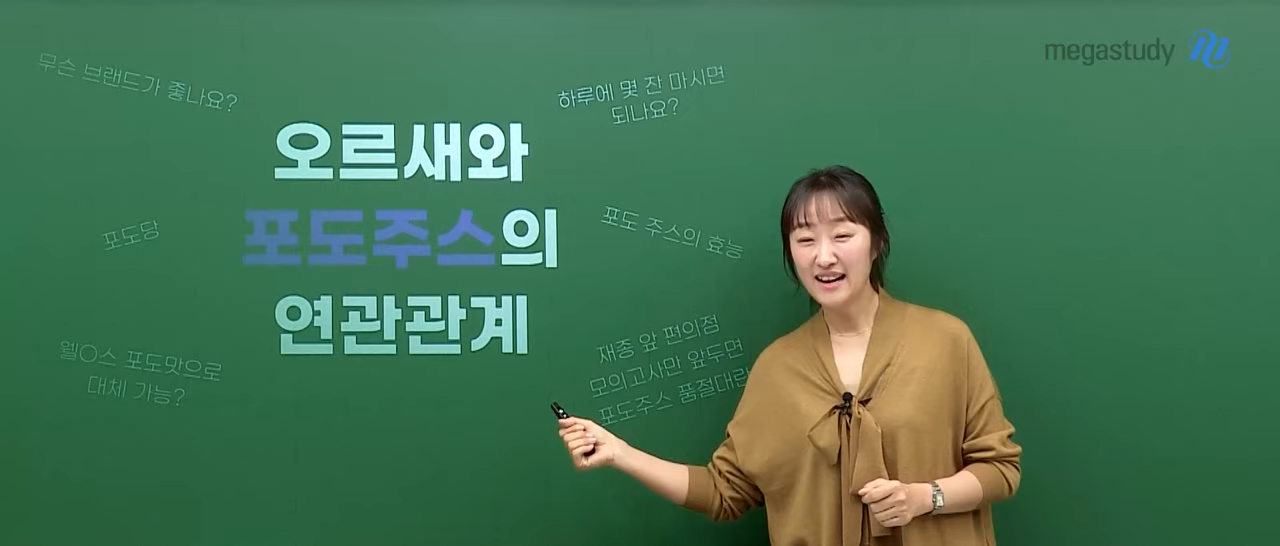 megastudy
무슨 브랜드가 좋나요?
하루에 몇 잔 마시면
되나요?
오르새와
포도주스의
연관관계
포도당
포도 주스의 효능
웰○스 포도맛으로
대체 가능?
재종 앞 편의점
모의고사만 앞두면
포도주스 품절대란